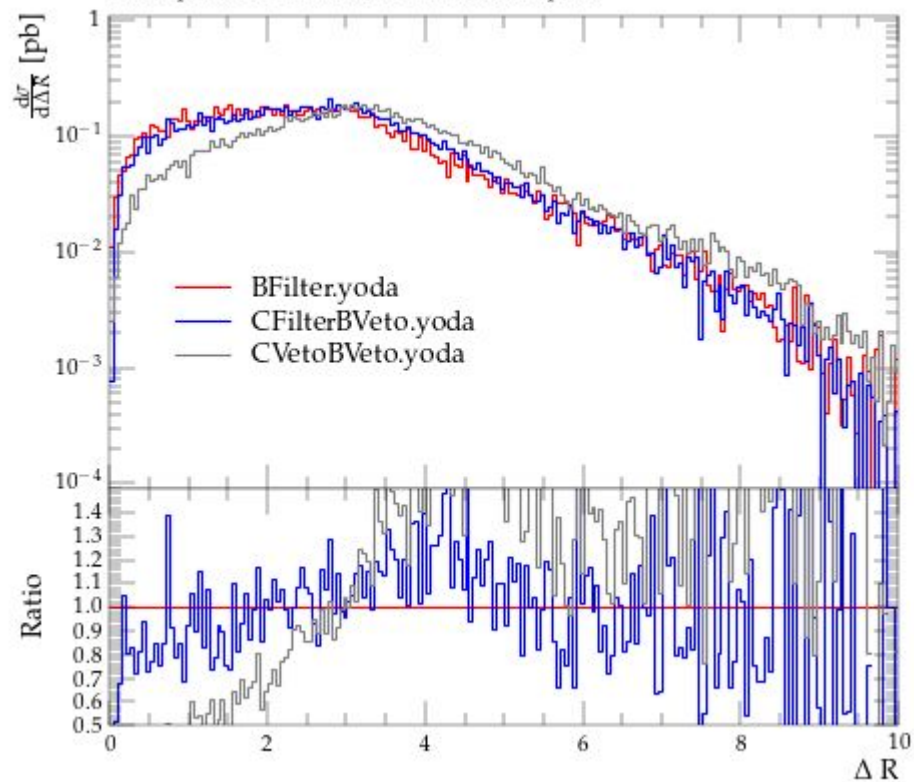 1
dσ/dΔR [pb]
10⁻¹
10⁻²
BFilter.yoda
CFilterBVeto.yoda
CVetoBVeto.yoda
10⁻³
10⁻⁴
1.4
1.3
1.2
1.1
1.0
0.9
0.8
0.7
0.6
0.5
Ratio
0 2 4 6 8 10
Δ R